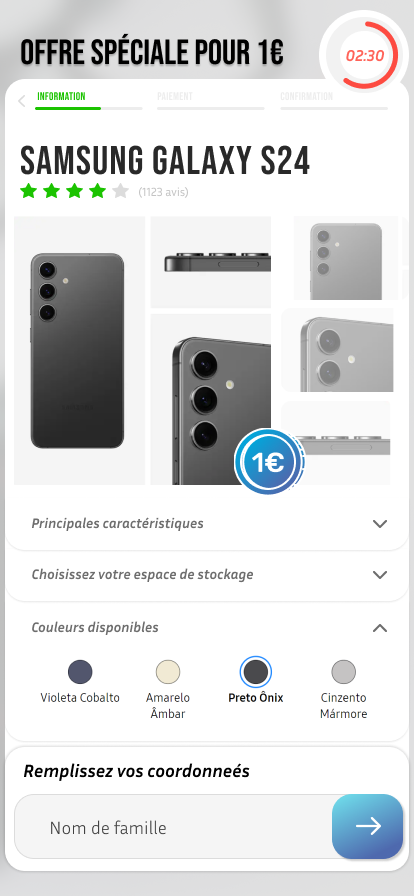 OFFRE SPÉCIALE POUR 1€
02:30
INFORMATION
PAIEMENT
CONFIRMATION
SAMSUNG GALAXY S24
(1123 avis)
1€
Principales caractéristiques
Choisissez votre espace de stockage
Couleurs disponibles
Violeta Cobalto
Amarelo
Âmbar
Preto Ônix
Cinzento
Mármore
Remplissez vos coordonneés
Nom de famille